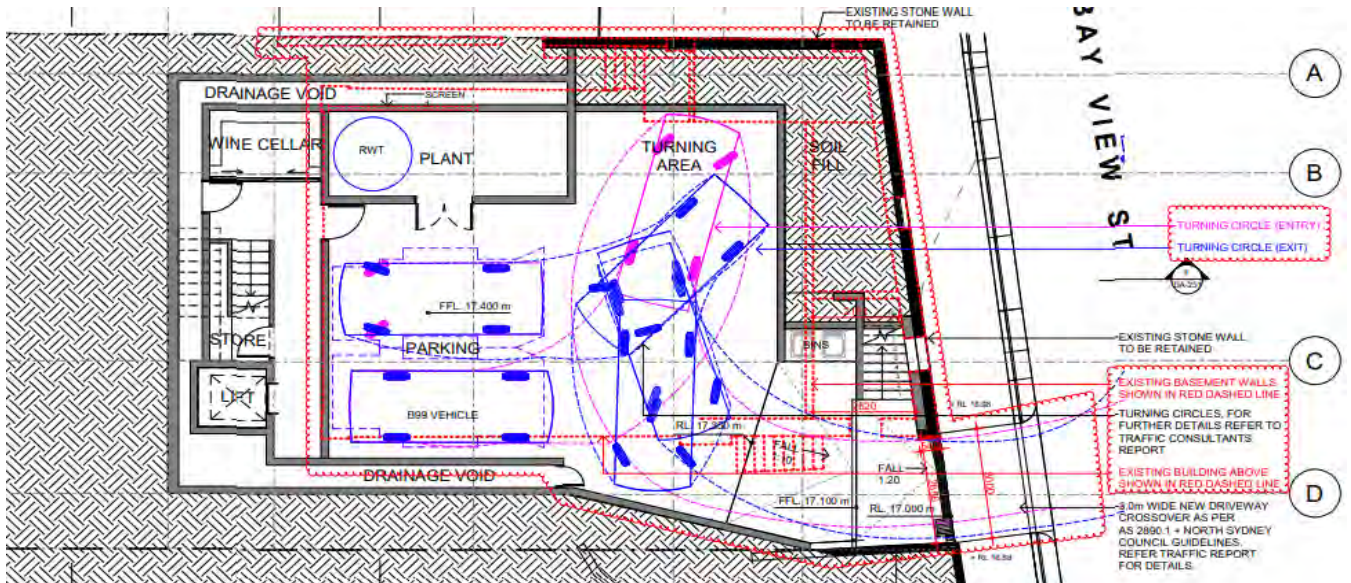 EXISTING STONE WALL
TO BE RETAINED
BAY VIEW ST
A
DRAINAGE VOID
SCREEN
WINE CELLAR
RWT
PLANT
TURNING
AREA
SOIL
FILL
B
TURNING CIRCLE (ENTRY)
TURNING CIRCLE (EXIT)
FFL. 17.400 m
STORE
PARKING
BINS
EXISTING STONE WALL
TO BE RETAINED
C
LIFT
B99 VEHICLE
EXISTING BASEMENT WALLS
SHOWN IN RED DASHED LINE
TURNING CIRCLES, FOR
FURTHER DETAILS REFER TO
TRAFFIC CONSULTANTS
REPORT
EXISTING BUILDING ABOVE
SHOWN IN RED DASHED LINE
FALL
FALL
1:20
DRAINAGE VOID
D
FFL. 17.100 m
RL. 17.000 m
3.0m WIDE NEW DRIVEWAY
CROSSOVER AS PER
AS 2890.1 + NORTH SYDNEY
COUNCIL GUIDELINES.
REFER TRAFFIC REPORT
FOR DETAILS.